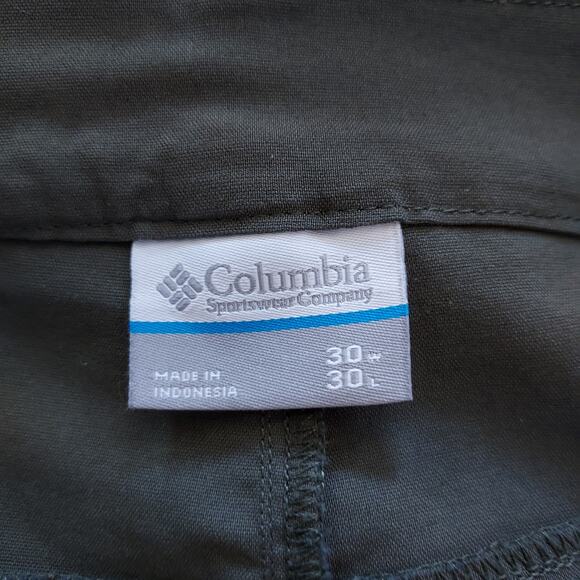 Columbia
Sportswear Company
30 W
30 L
MADE IN
INDONESIA